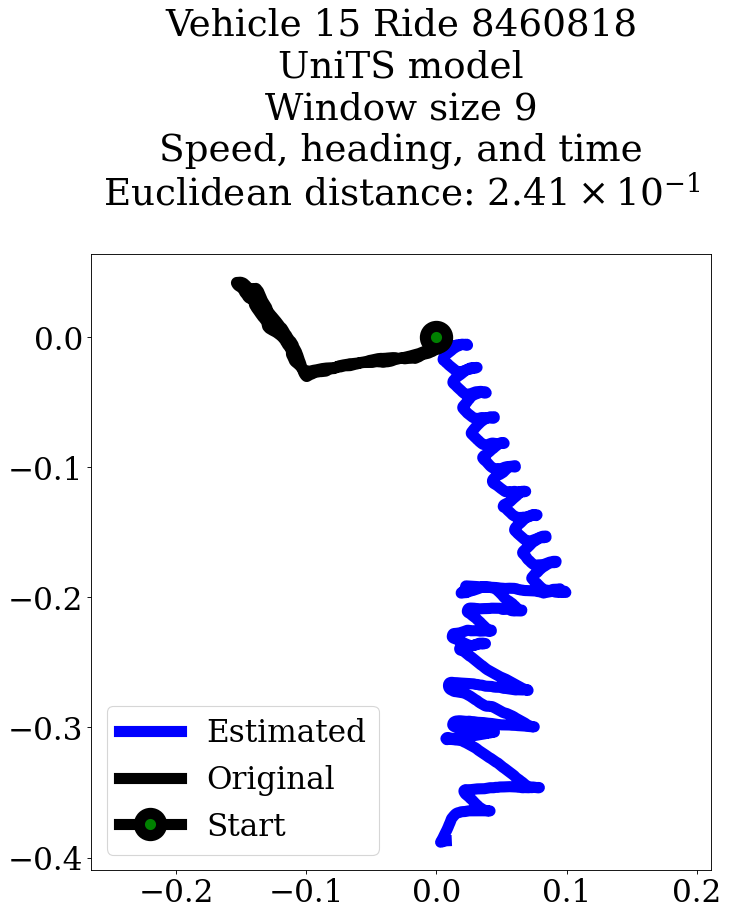 Vehicle 15 Ride 8460818
UniTS model
Window size 9
Speed, heading, and time
Euclidean distance: 2.41 × 10⁻¹
0.0
−0.1
−0.2
−0.3
−0.4
Estimated
Original
Start
−0.2 −0.1 0.0 0.1 0.2